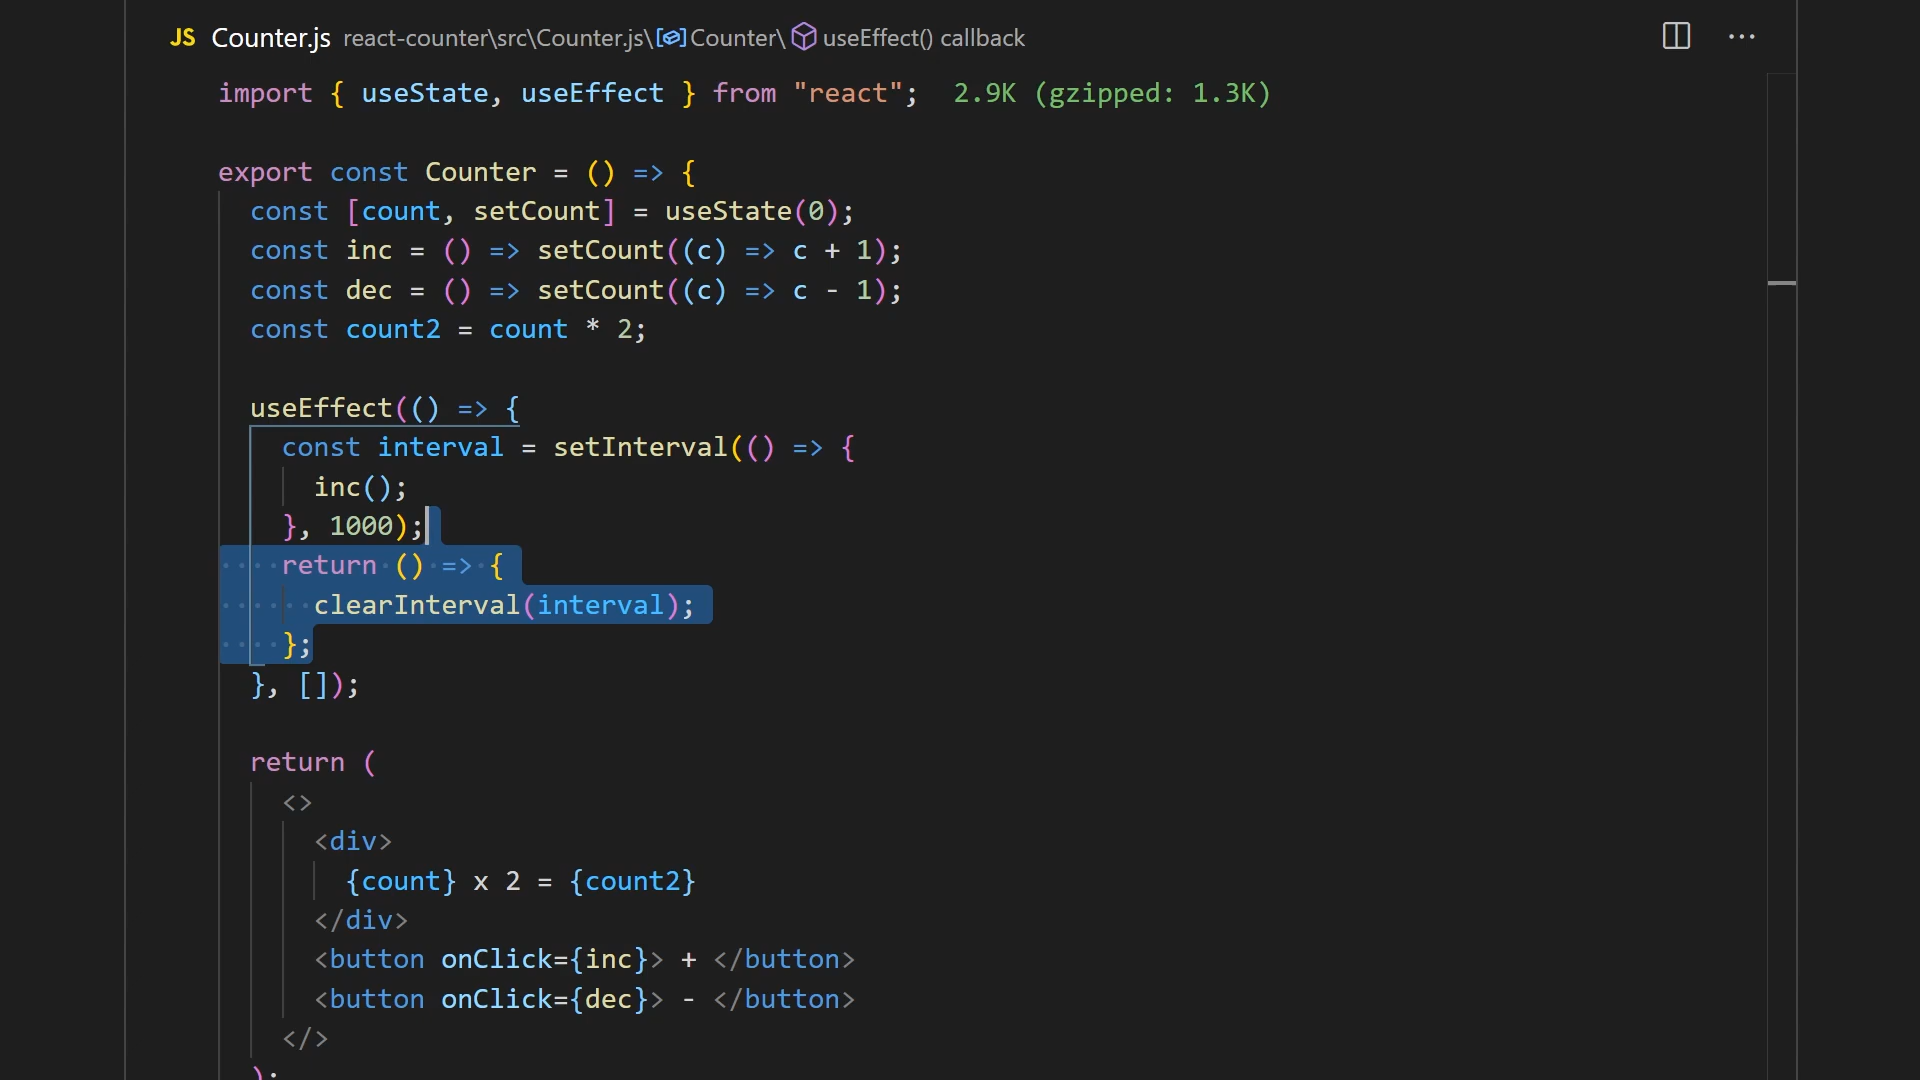 JS Counter.js react-counter\src\Counter.js\Counter\useEffect() callback
import { useState, useEffect } from "react"; 2.9K (gzipped: 1.3K)
export const Counter = () => {
const [count, setCount] = useState(0);
const inc = () => setCount((c) => c + 1);
const dec = () => setCount((c) => c - 1);
const count2 = count * 2;
useEffect(() => {
const interval = setInterval(() => {
inc();
}, 1000);
return () => {
clearInterval(interval);
};
}, []);
return (
<>
<div>
{count} x 2 = {count2}
</div>
<button onClick={inc}> + </button>
<button onClick={dec}> - </button>
</>
);